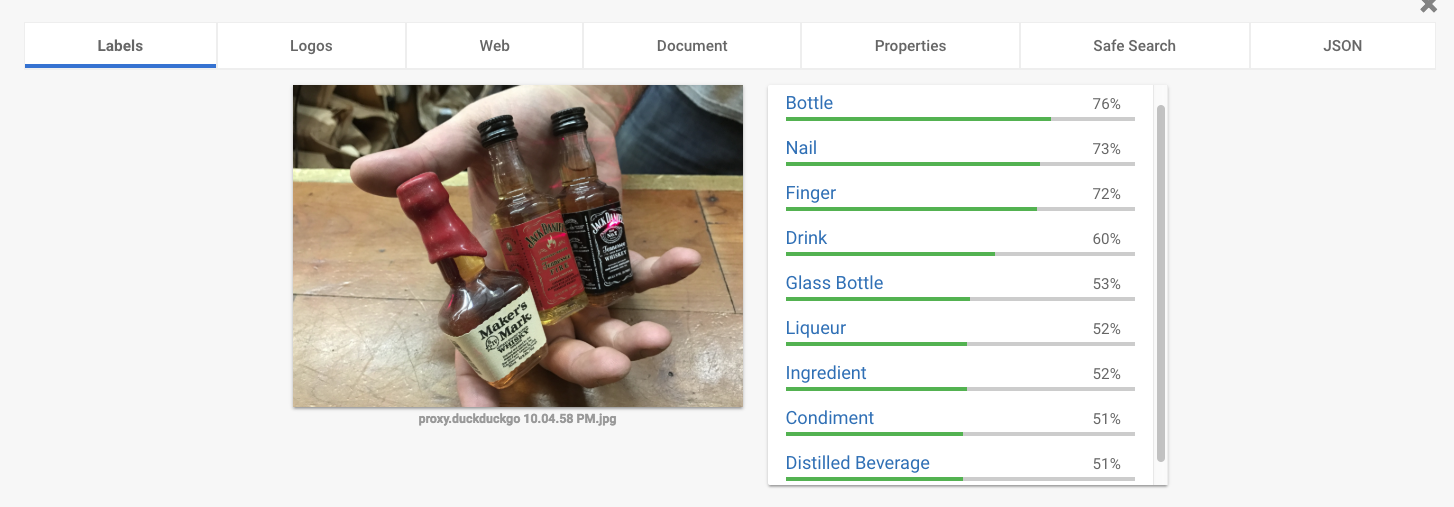 Labels
Logos
Web
Document
Properties
Safe Search
JSON
JACK DANIEL'S
JACK DANIEL'S
Tennessee
WHISKEY
Maker's
Mark
WHISKY
proxy.duckduckgo 10.04.58 PM.jpg
Bottle 76%
Nail 73%
Finger 72%
Drink 60%
Glass Bottle 53%
Liqueur 52%
Ingredient 52%
Condiment 51%
Distilled Beverage 51%